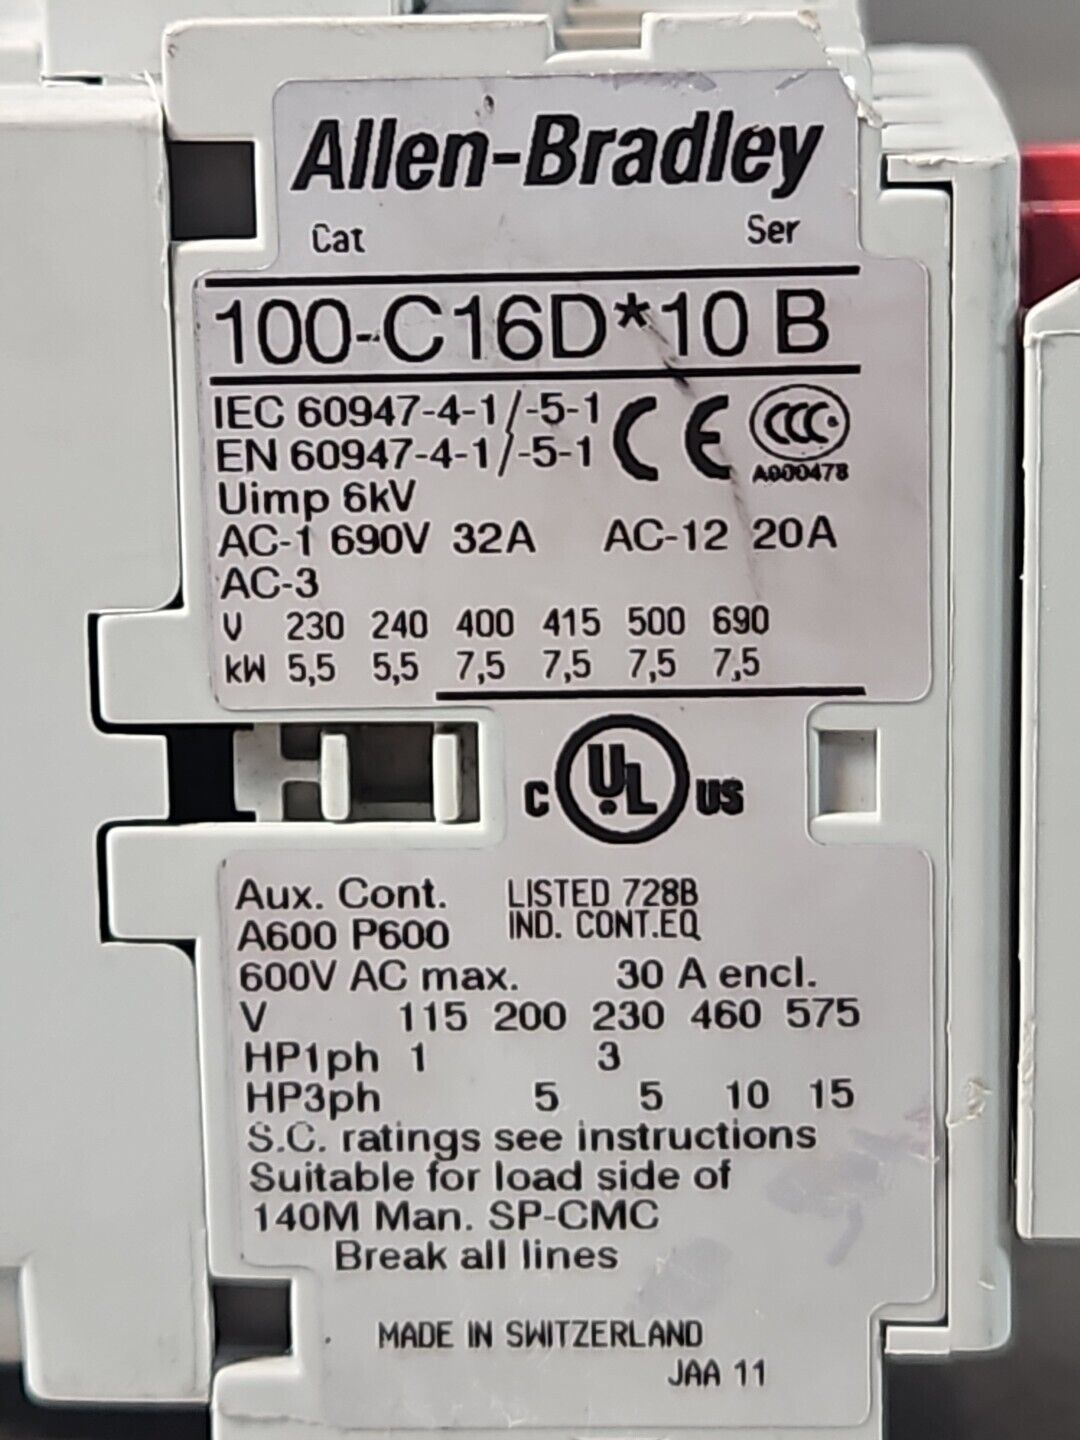 Allen-Bradley
Cat Ser
100-C16D*10 B
IEC 60947-4-1/-5-1
EN 60947-4-1/-5-1
CE
CCC
A000478
Uimp 6kV
AC-1 690V 32A AC-12 20A
AC-3
V 230 240 400 415 500 690
kW 5,5 5,5 7,5 7,5 7,5 7,5
C UL US
Aux. Cont. LISTED 728B
A600 P600 IND. CONT.EQ
600V AC max. 30 A encl.
V 115 200 230 460 575
HP1ph 1 3
HP3ph 5 5 10 15
S.C. ratings see instructions
Suitable for load side of
140M Man. SP-CMC
Break all lines
MADE IN SWITZERLAND
JAA 11